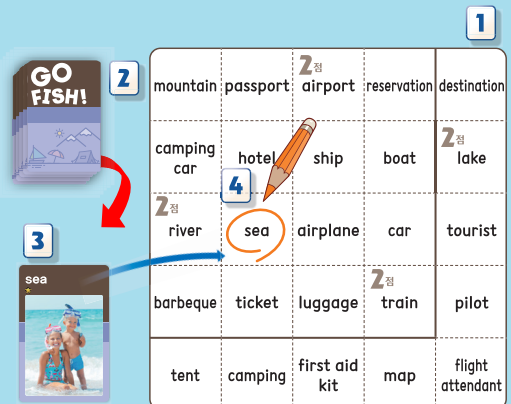 1
GO
FISH!
2
mountain passport 2점 airport reservation destination
camping
car
hotel ship boat 2점 lake
4
2점 river sea airplane car tourist
3
sea
barbeque ticket luggage 2점 train pilot
tent camping first aid
kit
map flight
attendant